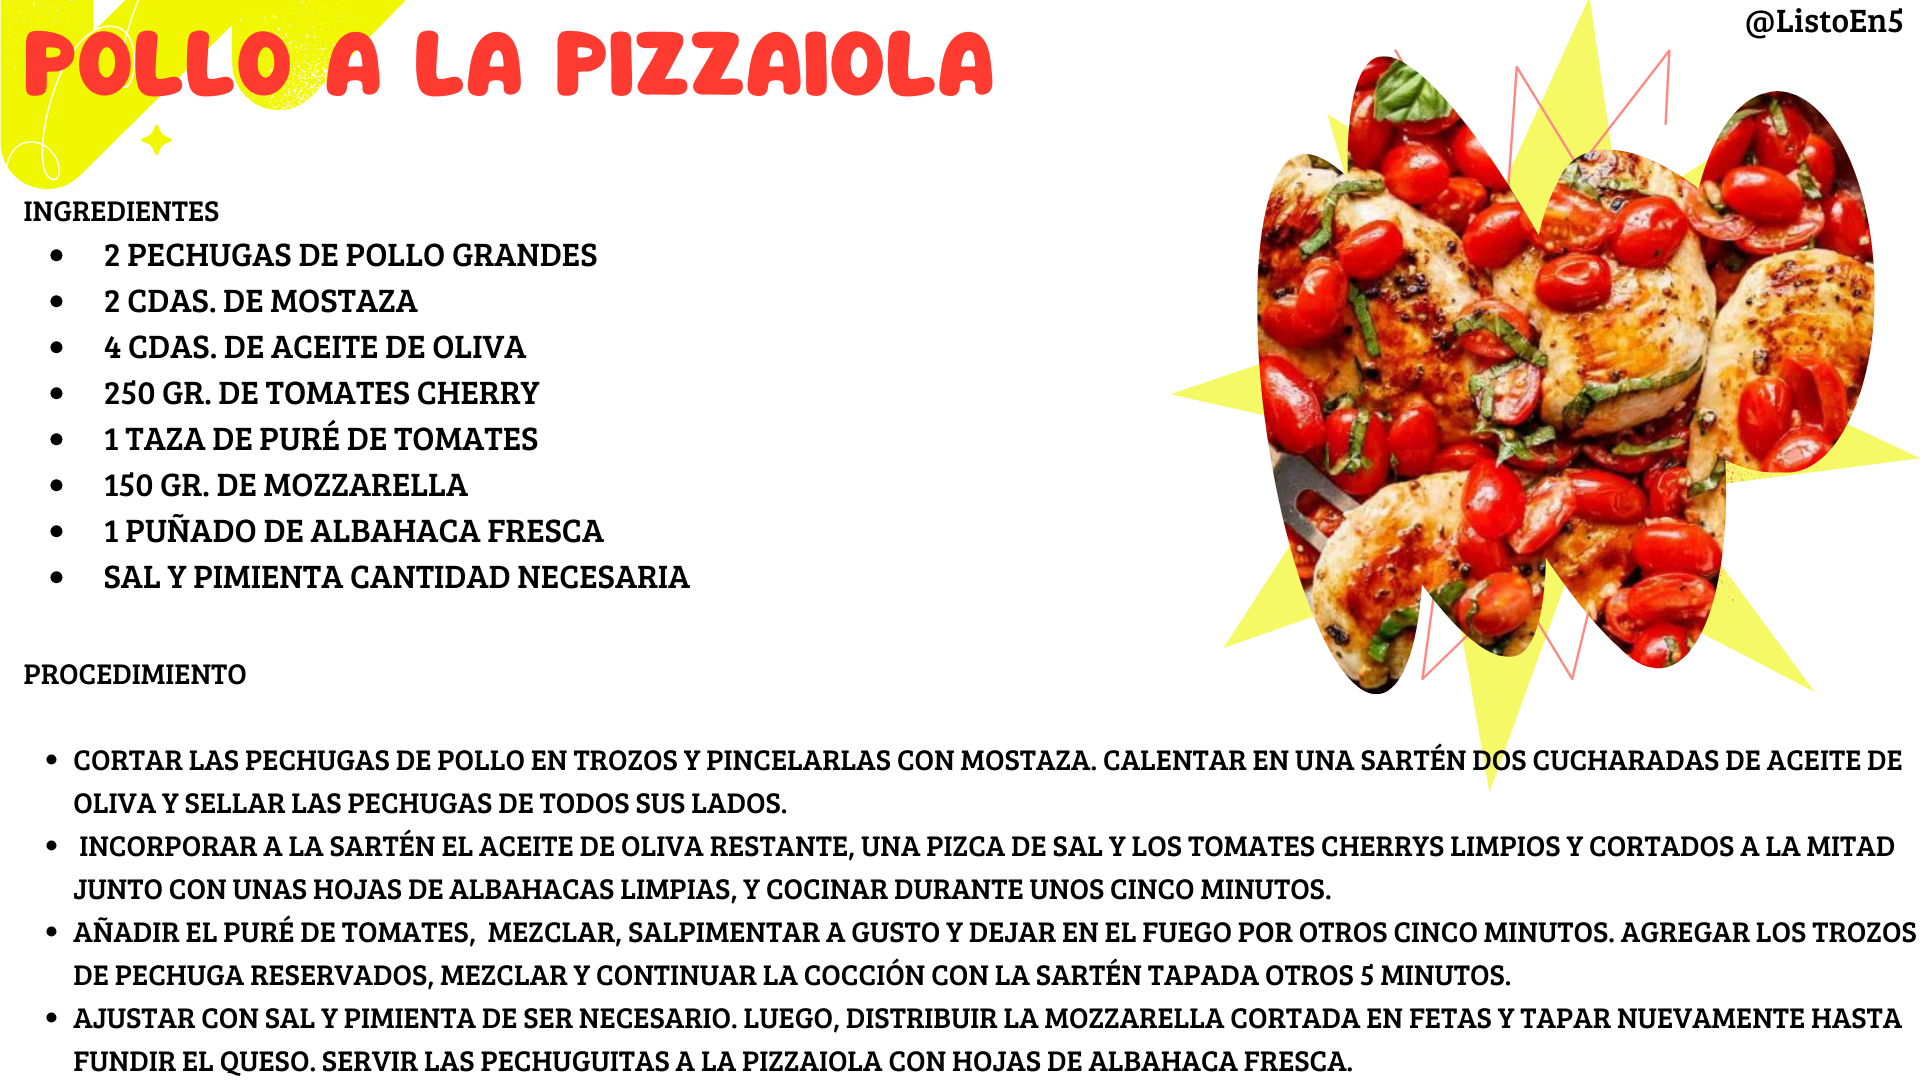 @ListoEn5
POLLO A LA PIZZAIOLA
INGREDIENTES
• 2 PECHUGAS DE POLLO GRANDES
• 2 CDAS. DE MOSTAZA
• 4 CDAS. DE ACEITE DE OLIVA
• 250 GR. DE TOMATES CHERRY
• 1 TAZA DE PURÉ DE TOMATES
• 150 GR. DE MOZZARELLA
• 1 PUÑADO DE ALBAHACA FRESCA
• SAL Y PIMIENTA CANTIDAD NECESARIA
PROCEDIMIENTO
• CORTAR LAS PECHUGAS DE POLLO EN TROZOS Y PINCELARLAS CON MOSTAZA. CALENTAR EN UNA SARTÉN DOS CUCHARADAS DE ACEITE DE
OLIVA Y SELLAR LAS PECHUGAS DE TODOS SUS LADOS.
• INCORPORAR A LA SARTÉN EL ACEITE DE OLIVA RESTANTE, UNA PIZCA DE SAL Y LOS TOMATES CHERRYS LIMPIOS Y CORTADOS A LA MITAD
JUNTO CON UNAS HOJAS DE ALBAHACAS LIMPIAS, Y COCINAR DURANTE UNOS CINCO MINUTOS.
• AÑADIR EL PURÉ DE TOMATES, MEZCLAR, SALPIMENTAR A GUSTO Y DEJAR EN EL FUEGO POR OTROS CINCO MINUTOS. AGREGAR LOS TROZOS
DE PECHUGA RESERVADOS, MEZCLAR Y CONTINUAR LA COCCIÓN CON LA SARTÉN TAPADA OTROS 5 MINUTOS.
• AJUSTAR CON SAL Y PIMIENTA DE SER NECESARIO. LUEGO, DISTRIBUIR LA MOZZARELLA CORTADA EN FETAS Y TAPAR NUEVAMENTE HASTA
FUNDIR EL QUESO. SERVIR LAS PECHUGUITAS A LA PIZZAIOLA CON HOJAS DE ALBAHACA FRESCA.